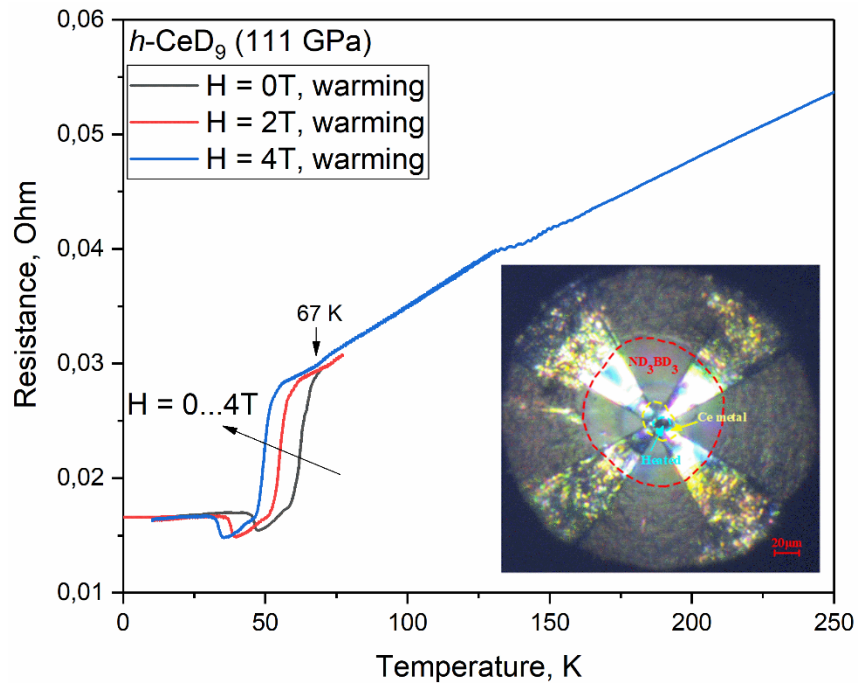 h-CeD₉ (111 GPa)
H = 0T, warming
H = 2T, warming
H = 4T, warming
67 K
H = 0...4T
ND₃BD₃
Ce metal
Heated
20μm
Resistance, Ohm
0,06
0,05
0,04
0,03
0,02
0,01
0
50
100
150
200
250
Temperature, K